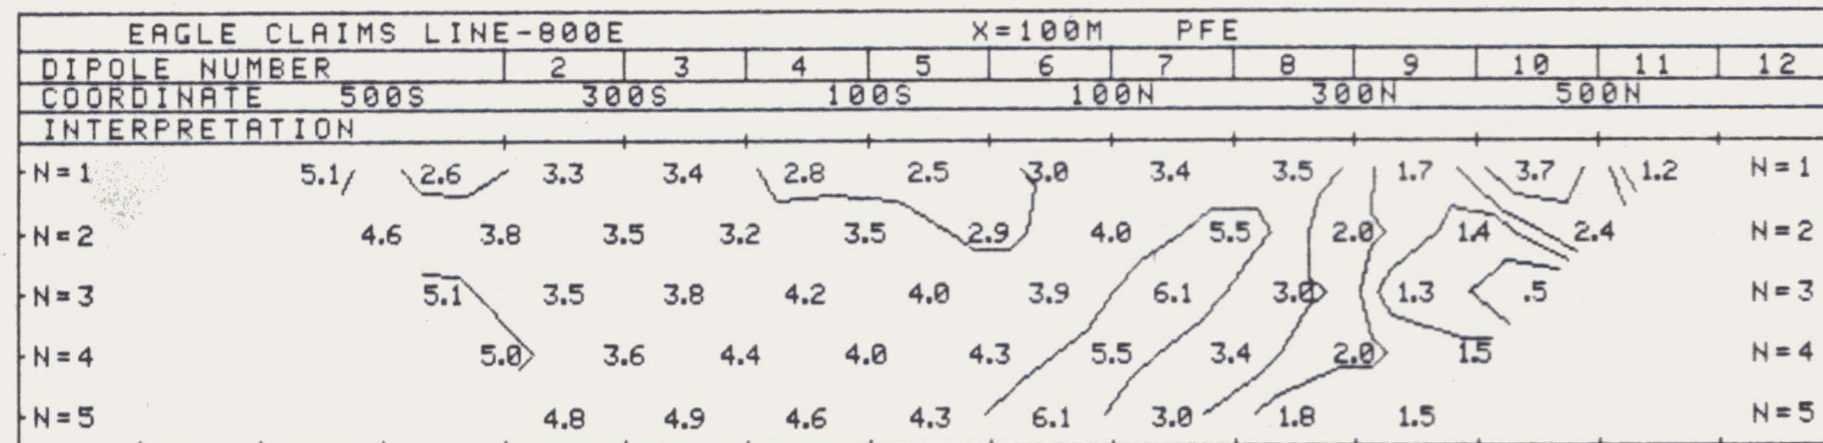 EAGLE CLAIMS LINE-800E X=100M PFE
DIPOLE NUMBER 2 3 4 5 6 7 8 9 10 11 12
COORDINATE 500S 300S 100S 100N 300N 500N
INTERPRETATION
N=1 5.1 2.6 3.3 3.4 2.8 2.5 3.0 3.4 3.5 1.7 3.7 1.2 N=1
N=2 4.6 3.8 3.5 3.2 3.5 2.9 4.0 5.5 2.0 1.4 2.4 N=2
N=3 5.1 3.5 3.8 4.2 4.0 3.9 6.1 3.0 1.3 .5 N=3
N=4 5.0 3.6 4.4 4.0 4.3 5.5 3.4 2.0 1.5 N=4
N=5 4.8 4.9 4.6 4.3 6.1 3.0 1.8 1.5 N=5